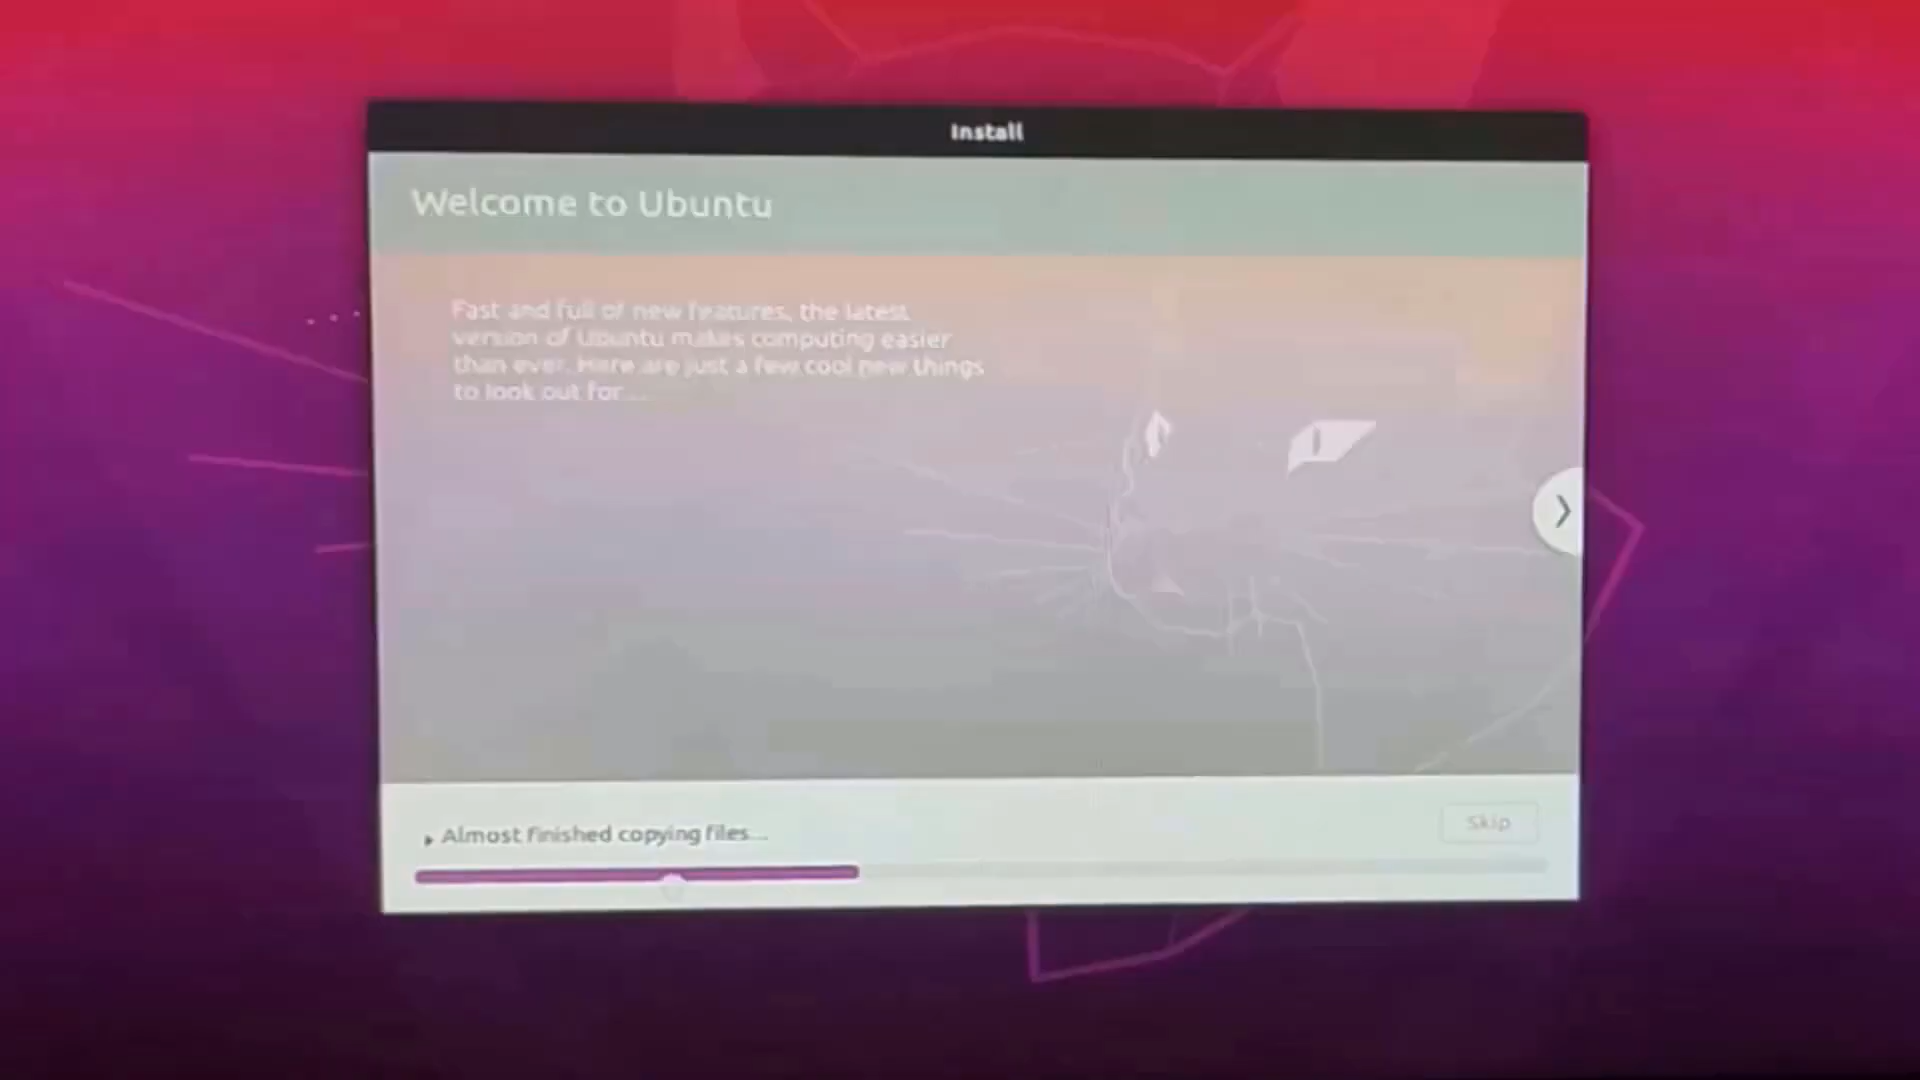 Install
Welcome to Ubuntu
Fast and full of new features, the latest
version of Ubuntu makes computing easier
than ever. Here are just a few cool new things
to look out for...
Almost finished copying files...
Skip